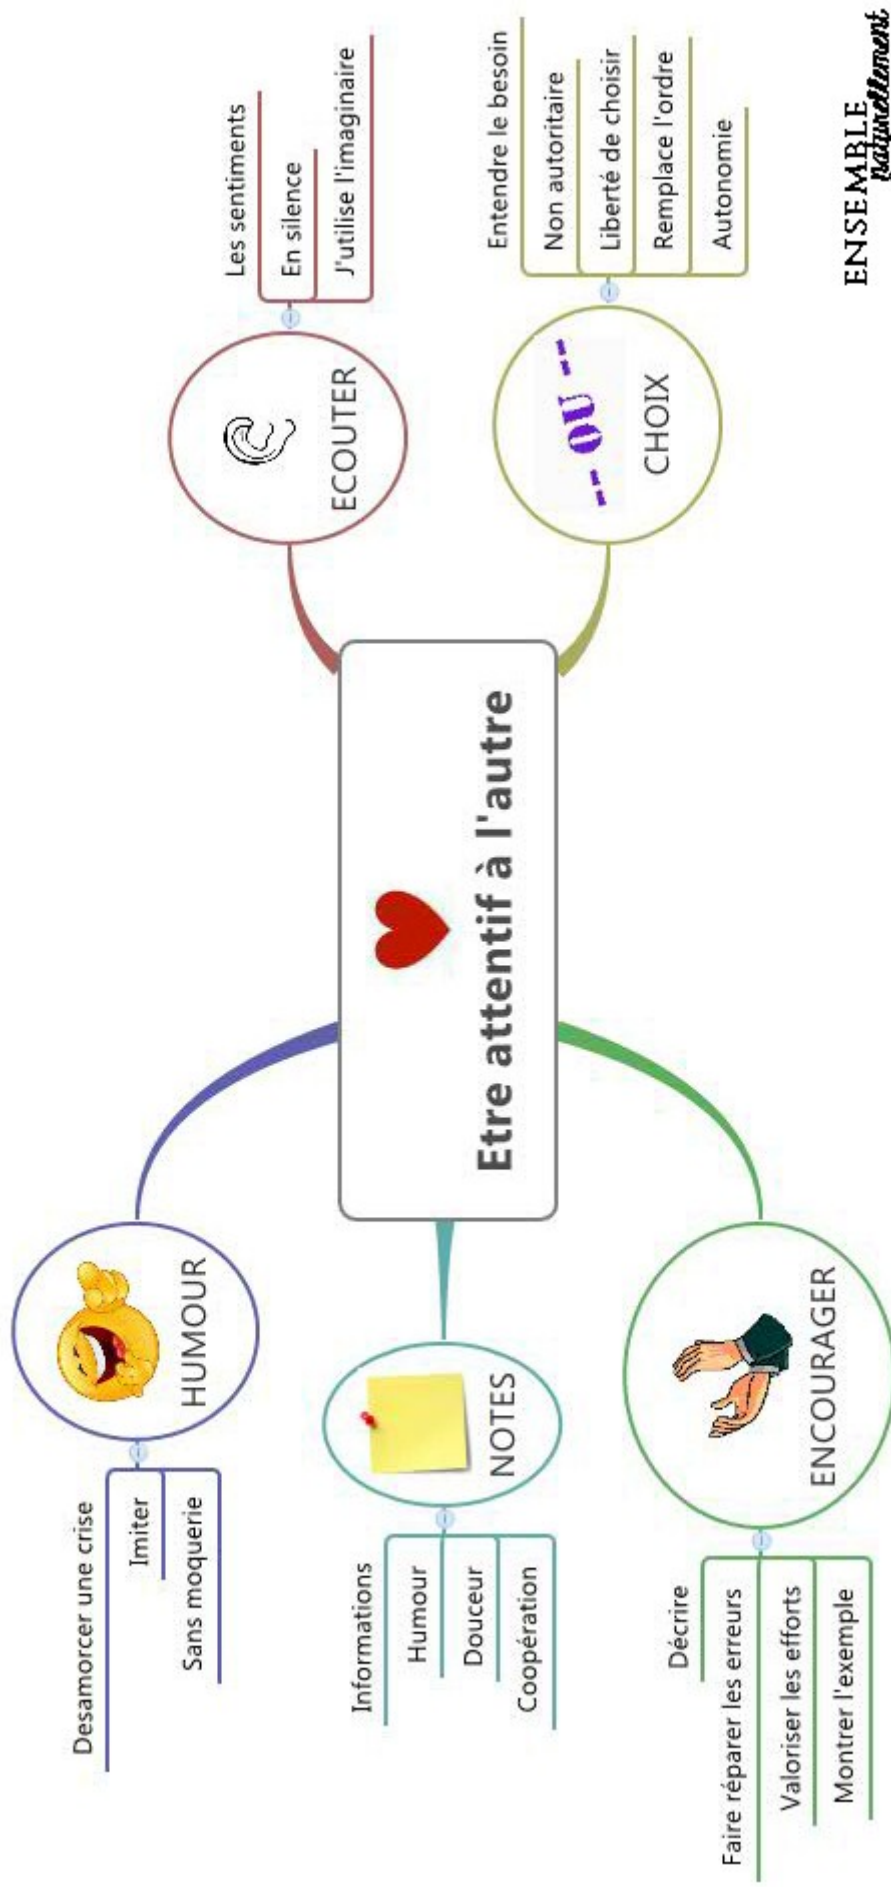 Etre attentif à l'autre
ECOUTER
Les sentiments
En silence
J'utilise l'imaginaire
CHOIX
-- OU --
Entendre le besoin
Non autoritaire
Liberté de choisir
Remplace l'ordre
Autonomie
HUMOUR
Desamorcer une crise
Imiter
Sans moquerie
NOTES
Informations
Humour
Douceur
Coopération
ENCOURAGER
Décrire
Faire réparer les erreurs
Valoriser les efforts
Montrer l'exemple
ENSEMBLE
naturellement